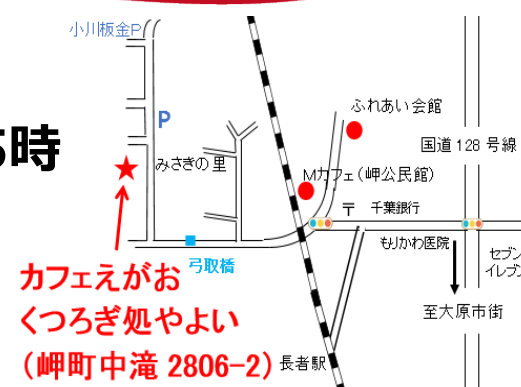 小川板金P
5時
P
ふれあい会館
国道128号線
みさきの里
Mカフェ(岬公民館)
〒 千葉銀行
もりかわ医院
セブン
イレブン
弓取橋
カフェえがお
くつろぎ処やよい
(岬町中滝 2806-2)
長者駅
至大原市街